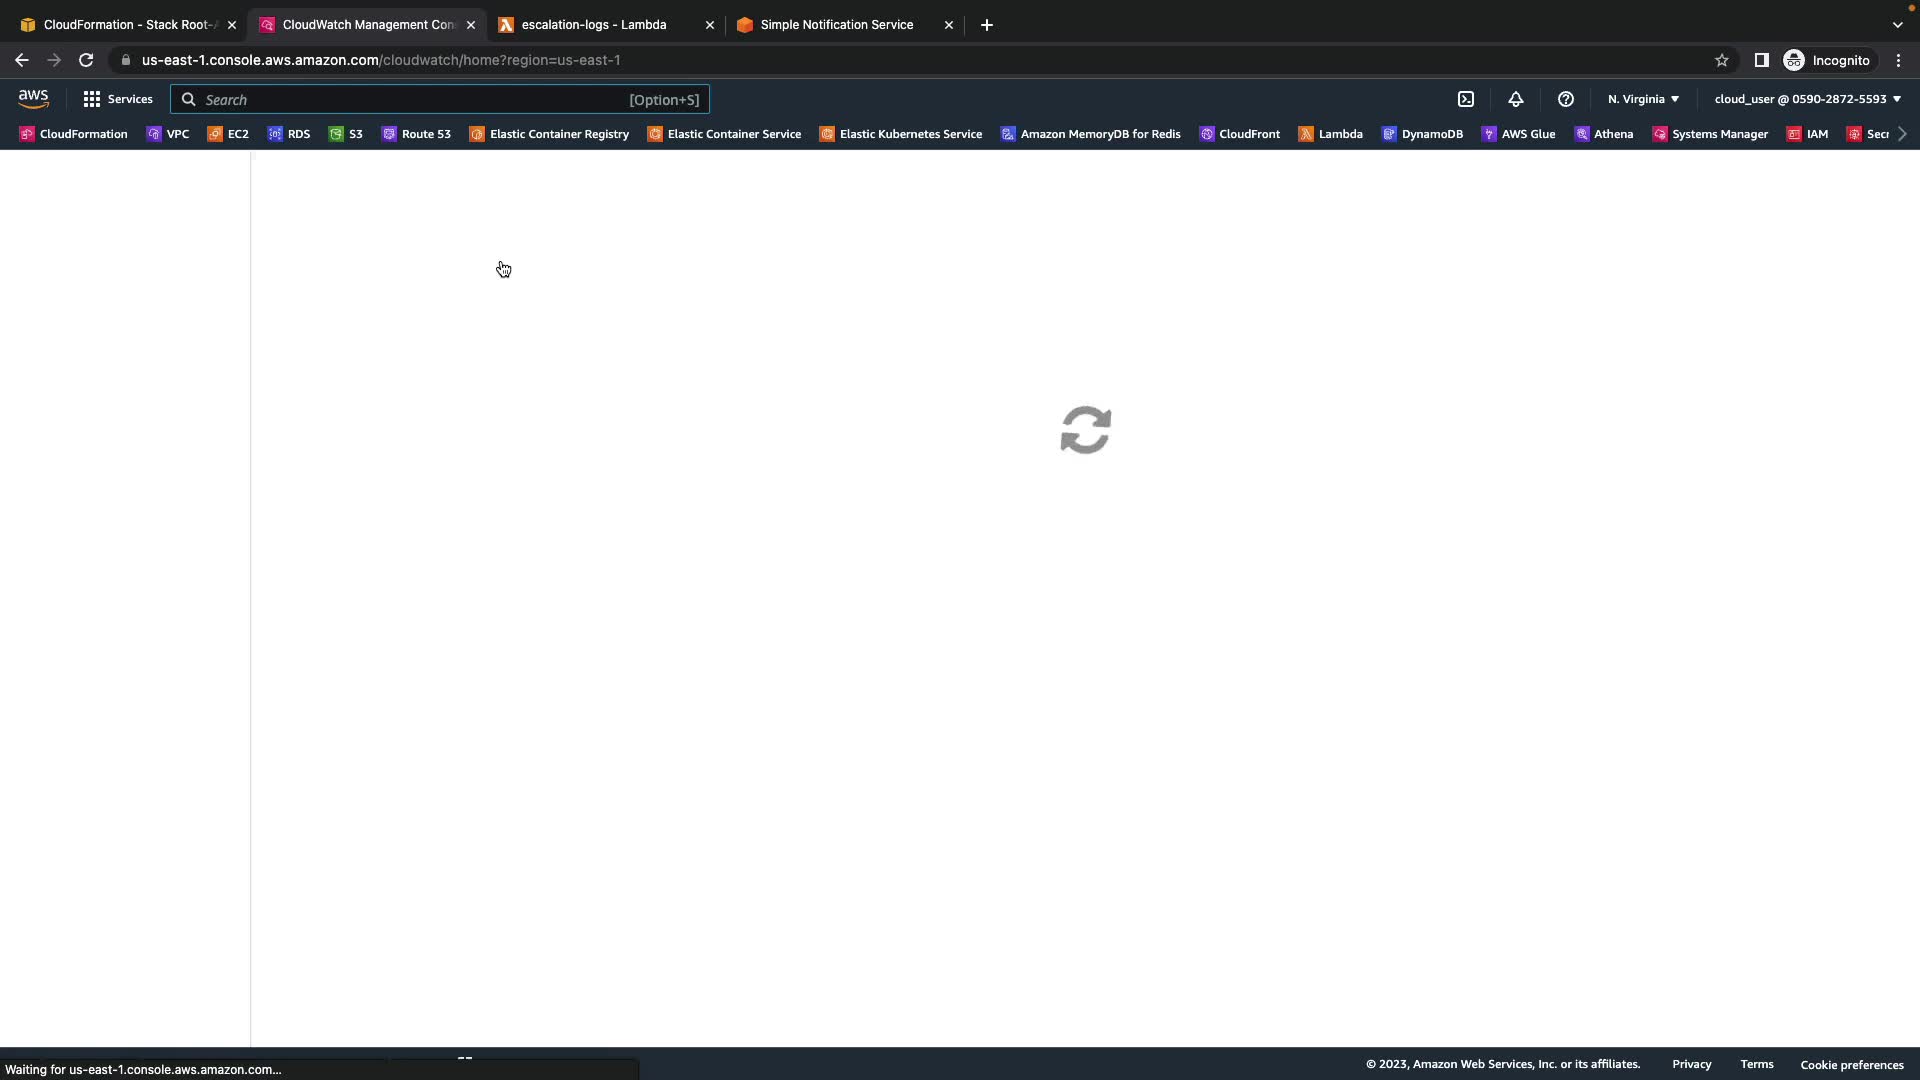 CloudFormation - Stack Root-A
CloudWatch Management Con
escalation-logs - Lambda
Simple Notification Service
us-east-1.console.aws.amazon.com/cloudwatch/home?region=us-east-1
Incognito
aws
Services
Search
[Option+S]
N. Virginia
cloud_user @ 0590-2872-5593
CloudFormation
VPC
EC2
RDS
S3
Route 53
Elastic Container Registry
Elastic Container Service
Elastic Kubernetes Service
Amazon MemoryDB for Redis
CloudFront
Lambda
DynamoDB
AWS Glue
Athena
Systems Manager
IAM
Secr
Waiting for us-east-1.console.aws.amazon.com...
© 2023, Amazon Web Services, Inc. or its affiliates.
Privacy
Terms
Cookie preferences